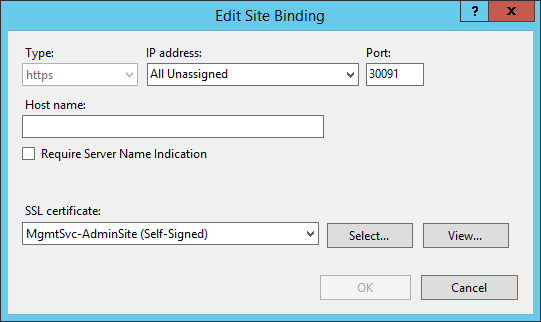 Edit Site Binding
? x
Type: IP address: Port:
https All Unassigned 30091
Host name:
Require Server Name Indication
SSL certificate:
MgmtSvc-AdminSite (Self-Signed) Select... View...
OK Cancel